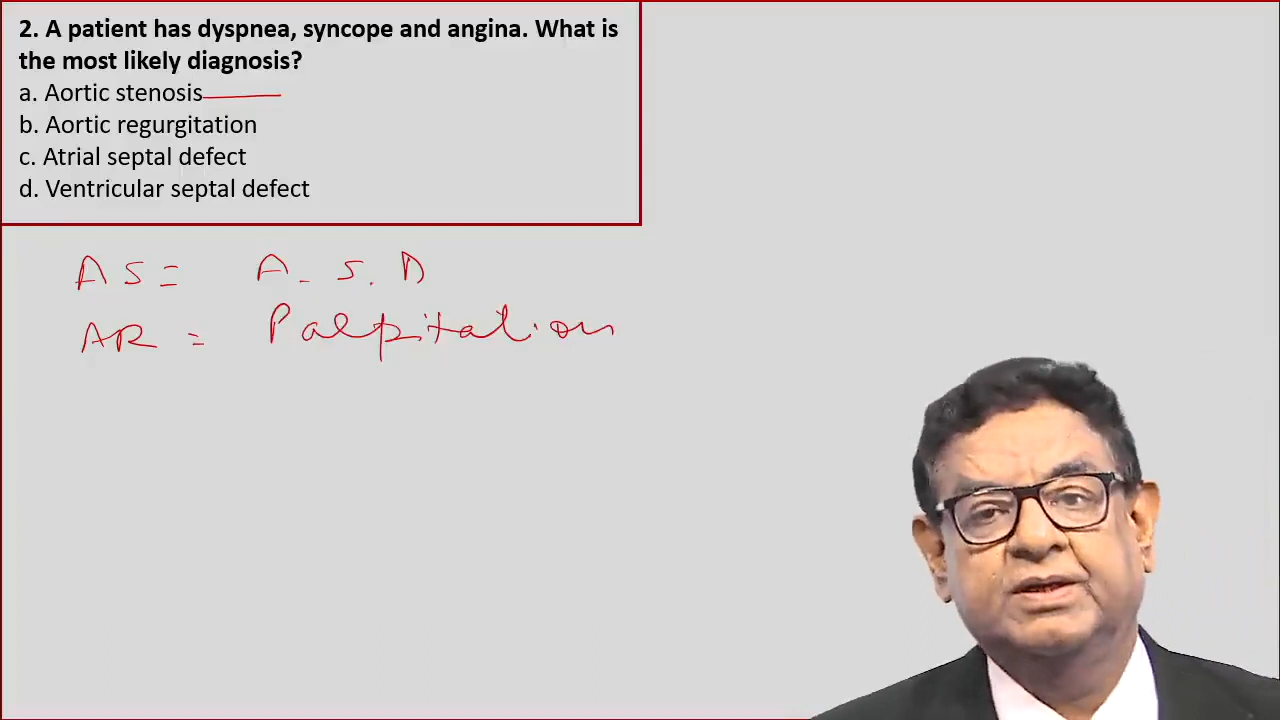 2. A patient has dyspnea, syncope and angina. What is
the most likely diagnosis?
a. Aortic stenosis
b. Aortic regurgitation
c. Atrial septal defect
d. Ventricular septal defect
AS = A. S. D
AR = Palpitation